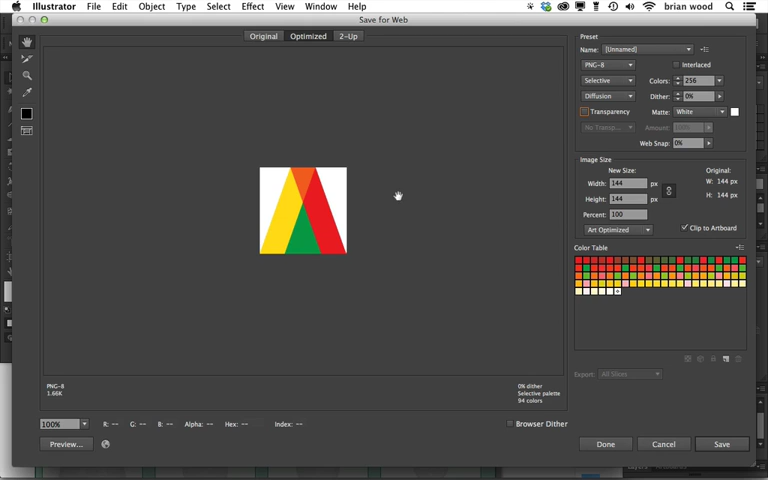 Illustrator File Edit Object Type Select Effect View Window Help brian wood
Save for Web
Original Optimized 2-Up
Preset
Name: [Unnamed]
PNG-8 Interlaced
Selective Colors: 256
Diffusion Dither: 0%
Transparency Matte: White
No Transp... Amount: 100%
Web Snap: 0%
Image Size
New Size: Original:
Width: 144 px W: 144 px
Height: 144 px H: 144 px
Percent: 100
Art Optimized Clip to Artboard
Color Table
PNG-8
1.66K
0% dither
Selective palette
94 colors
Export: All Slices
100% R: -- G: -- B: -- Alpha: -- Hex: -- Index: --
Browser Dither
Preview... Done Cancel Save